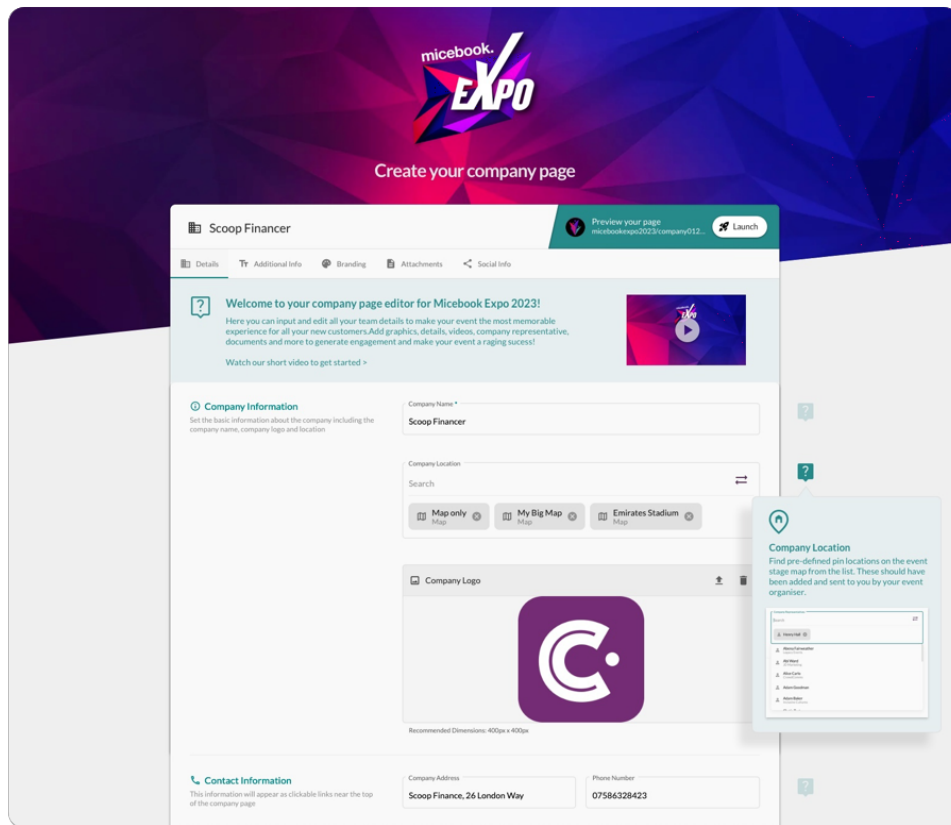 micebook.
EXPO
Create your company page
Scoop Financer
Preview your page
micebookexpo2023/company012...
Launch
Details
Additional Info
Branding
Attachments
Social Info
Welcome to your company page editor for Micebook Expo 2023!
Here you can input and edit all your team details to make your event the most memorable
experience for all your new customers.Add graphics, details, videos, company representative,
documents and more to generate engagement and make your event a raging sucess!
Watch our short video to get started >
Company Information
Set the basic information about the company including the
company name, company logo and location
Company Name *
Scoop Financer
Company Location
Search
Map only
Map
My Big Map
Map
Emirates Stadium
Map
Company Location
Find pre-defined pin locations on the event
stage map from the list. These should have
been added and sent to you by your event
organiser.
Search
Henry Hall
Phil Ward
Alice Carle
Adam Goodman
Company Logo
Recommended Dimensions: 400px x 400px
Contact Information
This information will appear as clickable links near the top
of the company page
Company Address
Scoop Finance, 26 London Way
Phone Number
07586328423